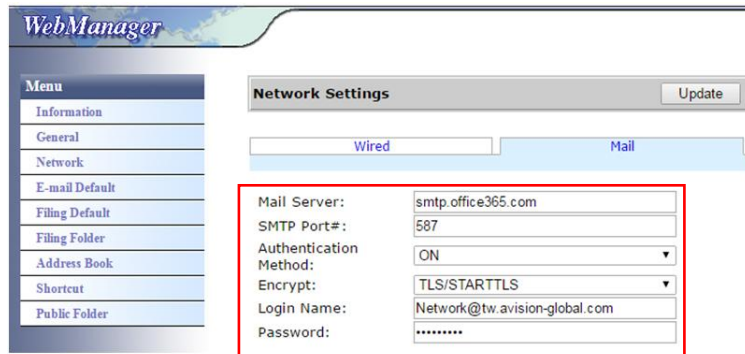 WebManager
Menu
Information
General
Network
E-mail Default
Filing Default
Filing Folder
Address Book
Shortcut
Public Folder
Network Settings
Update
Wired
Mail
Mail Server: smtp.office365.com
SMTP Port#: 587
Authentication
Method: ON
Encrypt: TLS/STARTTLS
Login Name: Network@tw.avision-global.com
Password: •••••••••